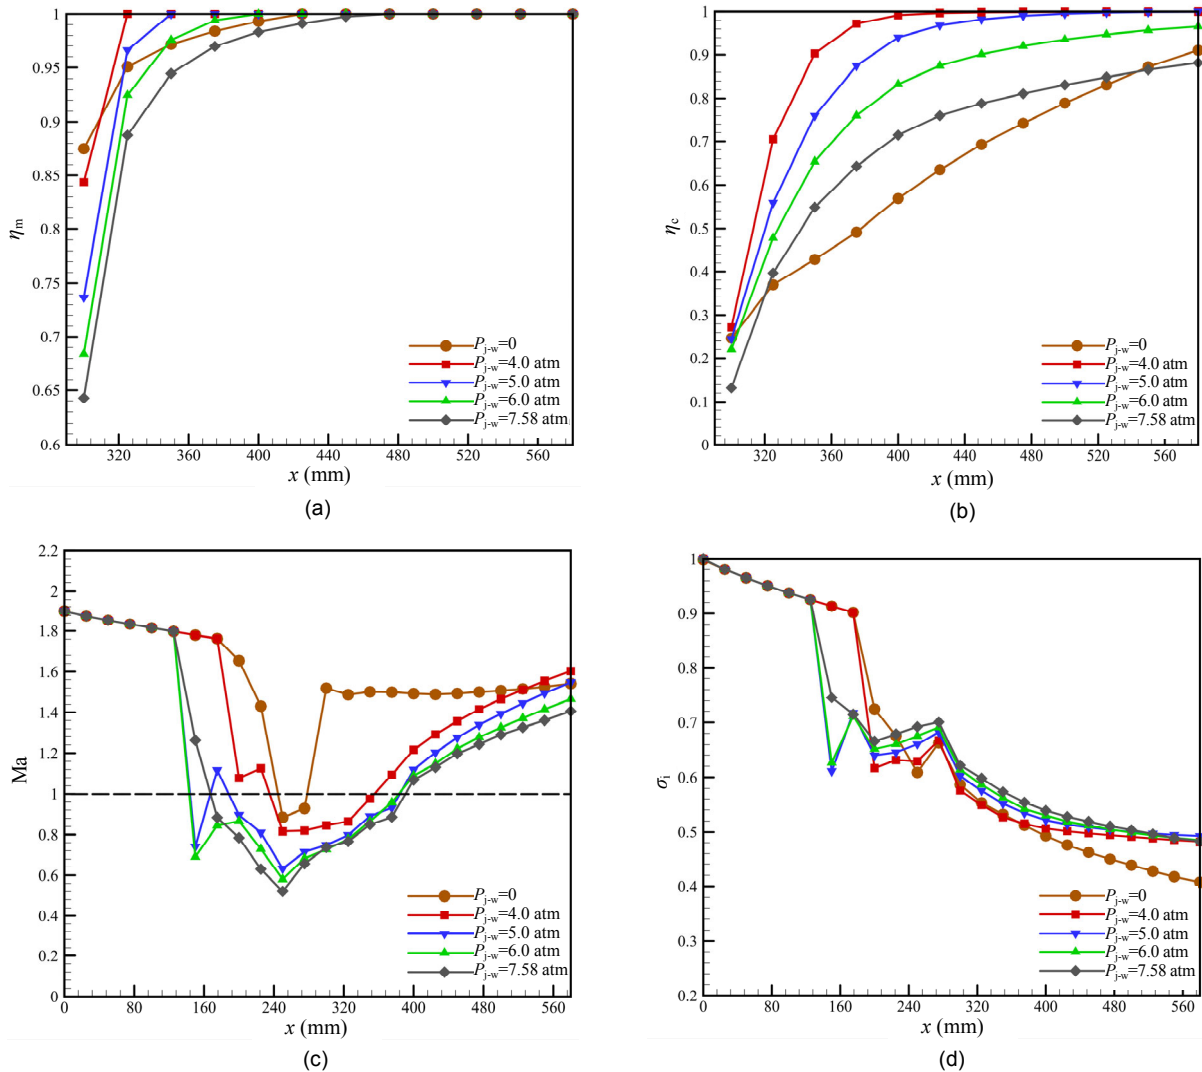 1
0.95
0.9
0.85
0.8
0.75
0.7
0.65
0.6
ηm
320 360 400 440 480 520 560
x (mm)
Pj-w=0
Pj-w=4.0 atm
Pj-w=5.0 atm
Pj-w=6.0 atm
Pj-w=7.58 atm
(a)
1
0.9
0.8
0.7
0.6
0.5
0.4
0.3
0.2
0.1
0
ηc
320 360 400 440 480 520 560
x (mm)
Pj-w=0
Pj-w=4.0 atm
Pj-w=5.0 atm
Pj-w=6.0 atm
Pj-w=7.58 atm
(b)
2.2
2
1.8
1.6
1.4
1.2
1
0.8
0.6
0.4
0.2
0
Ma
0 80 160 240 320 400 480 560
x (mm)
Pj-w=0
Pj-w=4.0 atm
Pj-w=5.0 atm
Pj-w=6.0 atm
Pj-w=7.58 atm
(c)
1
0.9
0.8
0.7
0.6
0.5
0.4
0.3
0.2
σi
0 80 160 240 320 400 480 560
x (mm)
Pj-w=0
Pj-w=4.0 atm
Pj-w=5.0 atm
Pj-w=6.0 atm
Pj-w=7.58 atm
(d)